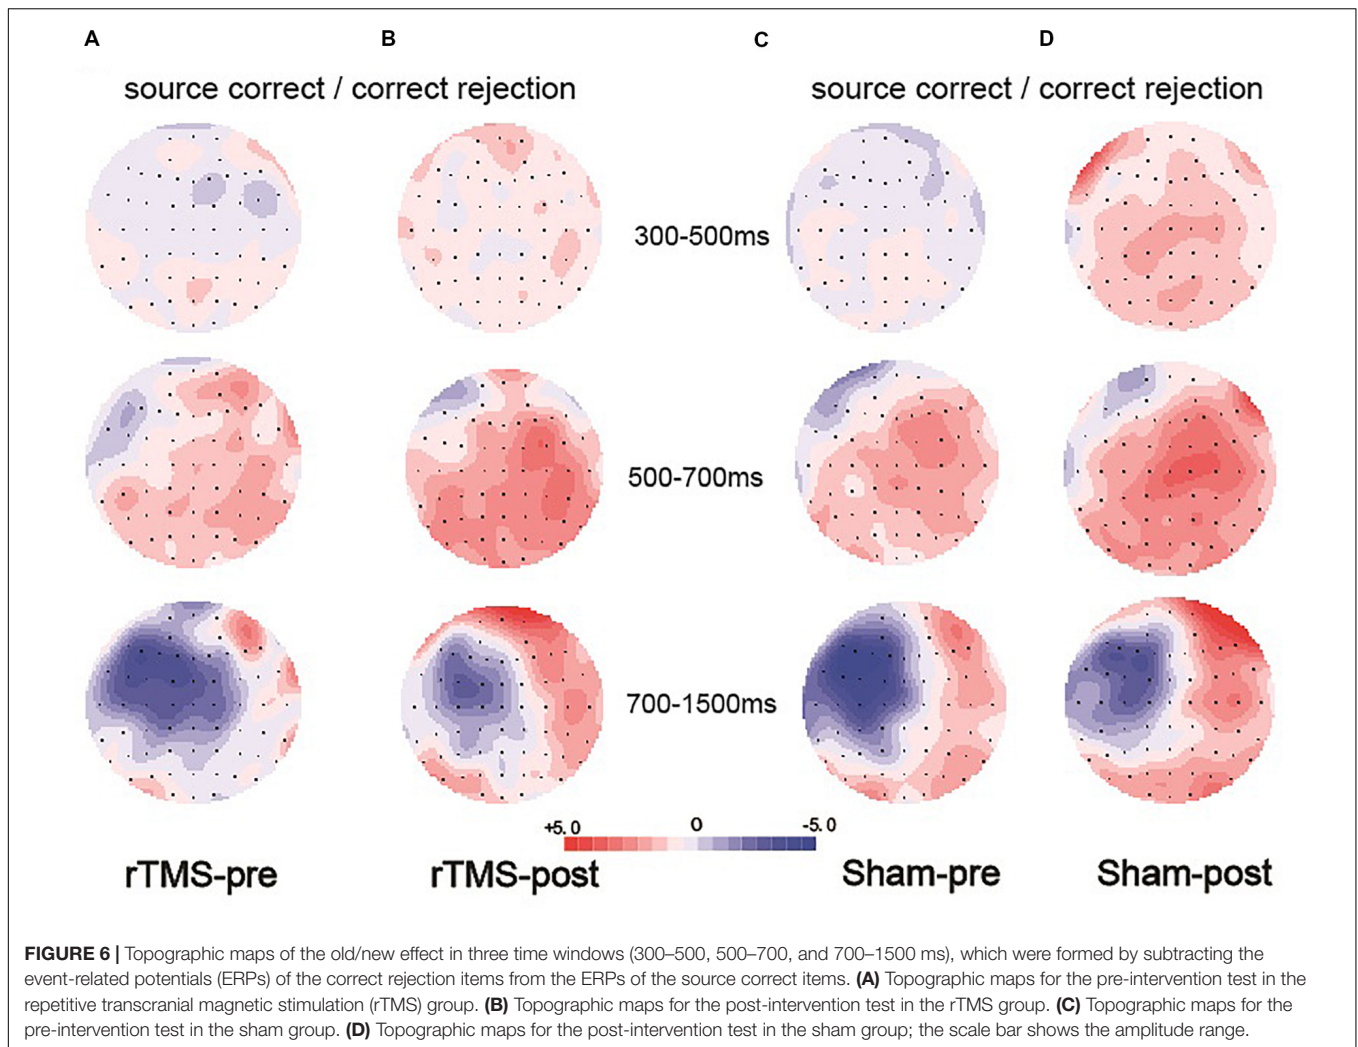 A B C D
source correct / correct rejection source correct / correct rejection
300-500ms
500-700ms
700-1500ms
+5.0 0 -5.0
rTMS-pre rTMS-post Sham-pre Sham-post
FIGURE 6 | Topographic maps of the old/new effect in three time windows (300–500, 500–700, and 700–1500 ms), which were formed by subtracting the
event-related potentials (ERPs) of the correct rejection items from the ERPs of the source correct items. (A) Topographic maps for the pre-intervention test in the
repetitive transcranial magnetic stimulation (rTMS) group. (B) Topographic maps for the post-intervention test in the rTMS group. (C) Topographic maps for the
pre-intervention test in the sham group. (D) Topographic maps for the post-intervention test in the sham group; the scale bar shows the amplitude range.